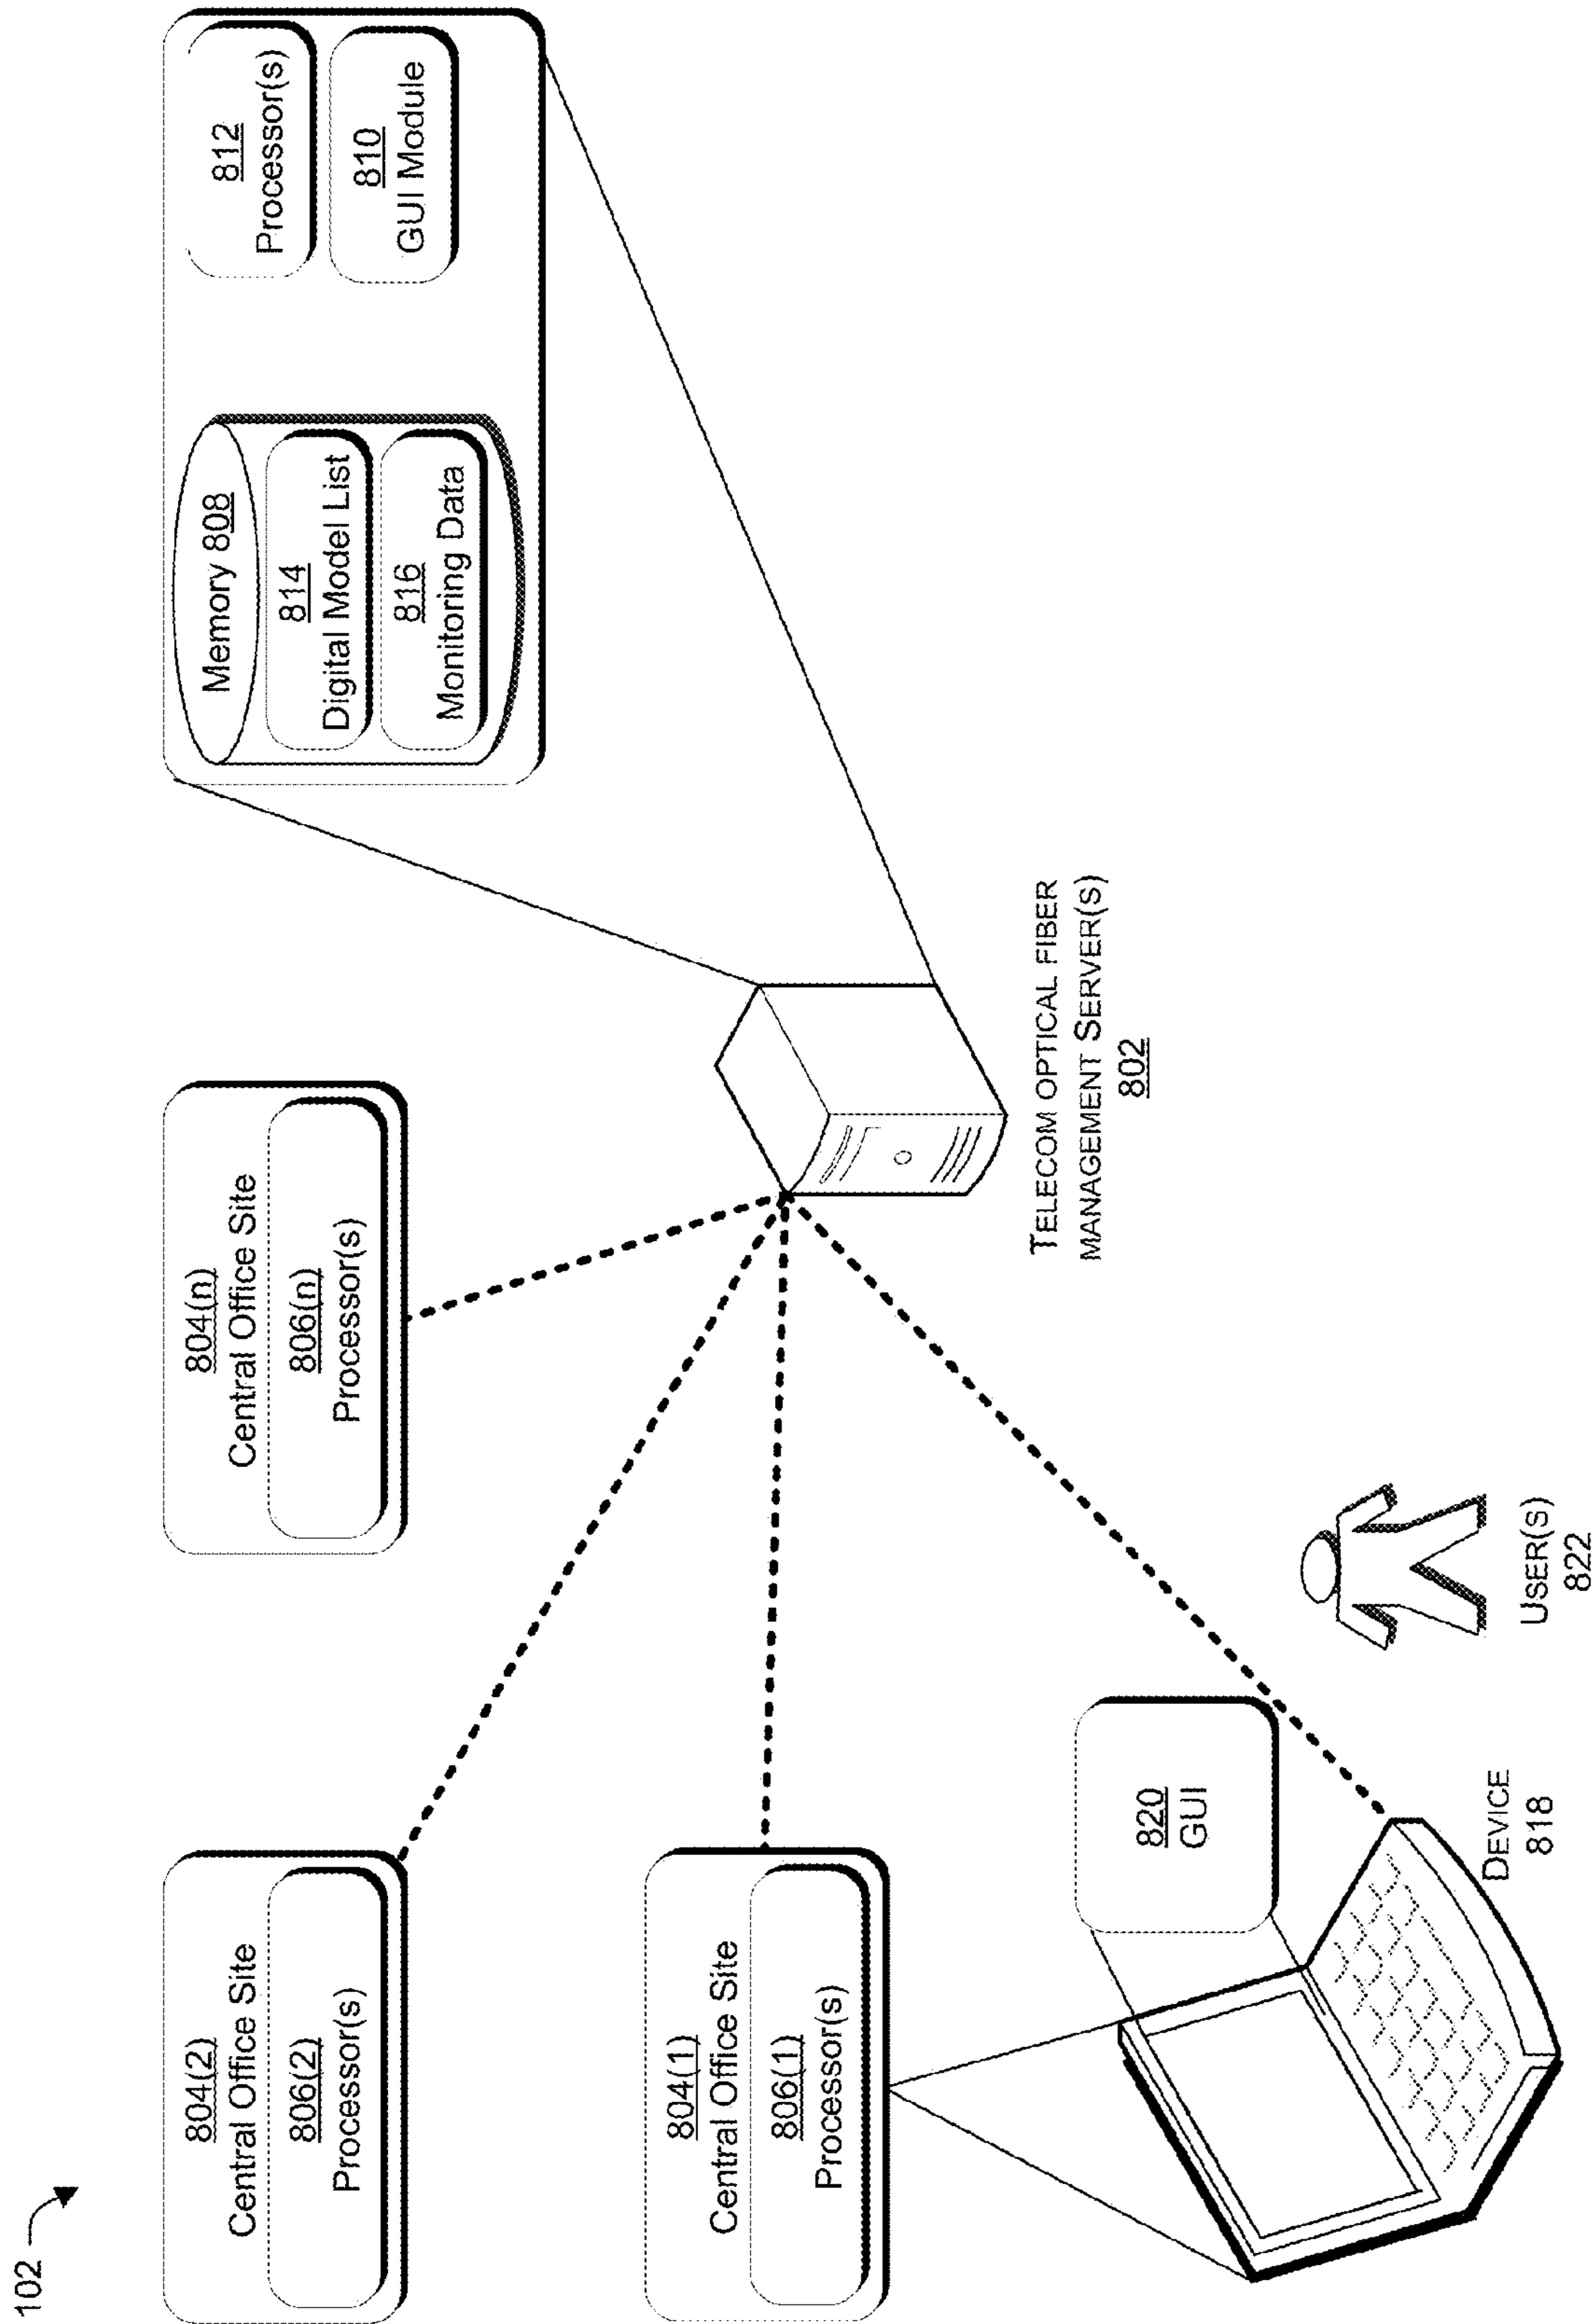 102
804(2)
Central Office Site
806(2)
Processor(s)
804(n)
Central Office Site
806(n)
Processor(s)
Memory 808
814
Digital Model List
816
Monitoring Data
812
Processor(s)
810
GUI Module
804(1)
Central Office Site
806(1)
Processor(s)
TELECOM OPTICAL FIBER
MANAGEMENT SERVER(S)
802
820
GUI
DEVICE
818
USER(S)
822